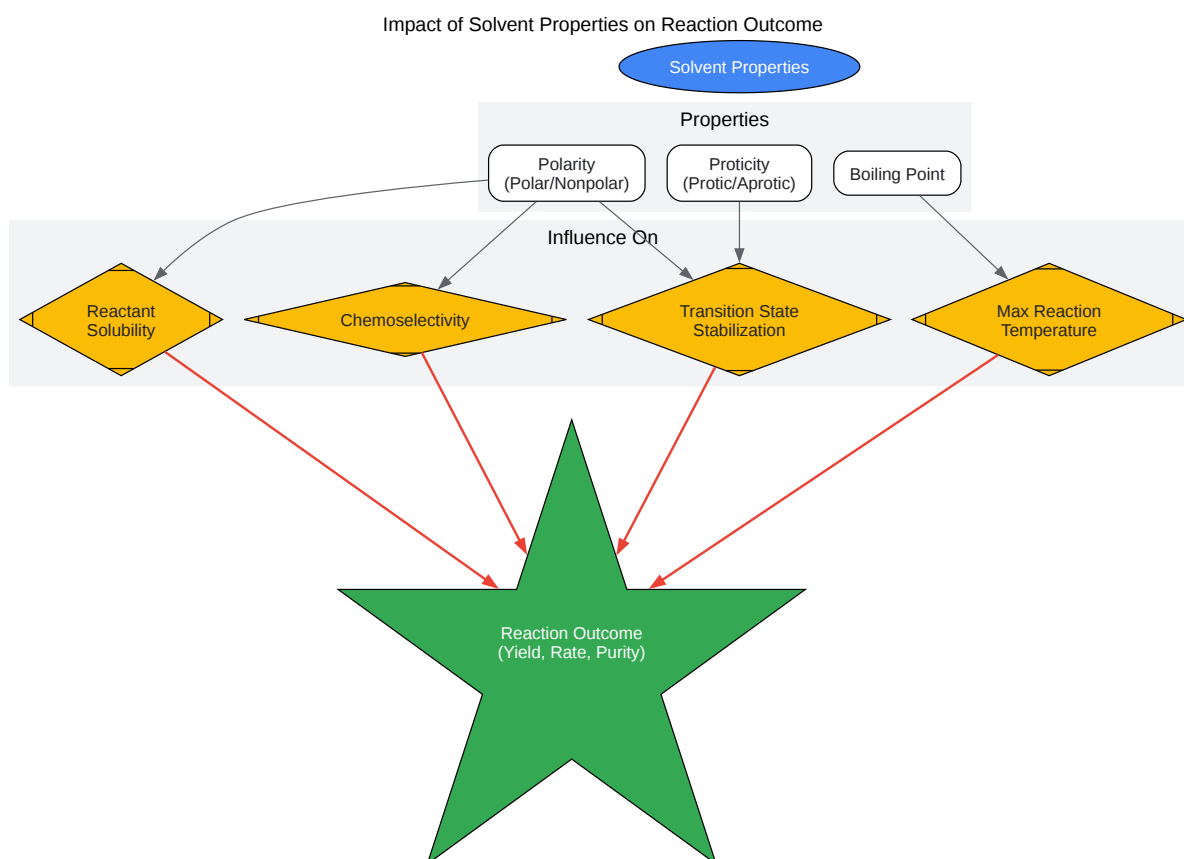 Impact of Solvent Properties on Reaction Outcome
Solvent Properties
Properties
Polarity
(Polar/Nonpolar)
Proticity
(Protic/Aprotic)
Boiling Point
Influence On
Reactant
Solubility
Chemoselectivity
Transition State
Stabilization
Max Reaction
Temperature
Reaction Outcome
(Yield, Rate, Purity)